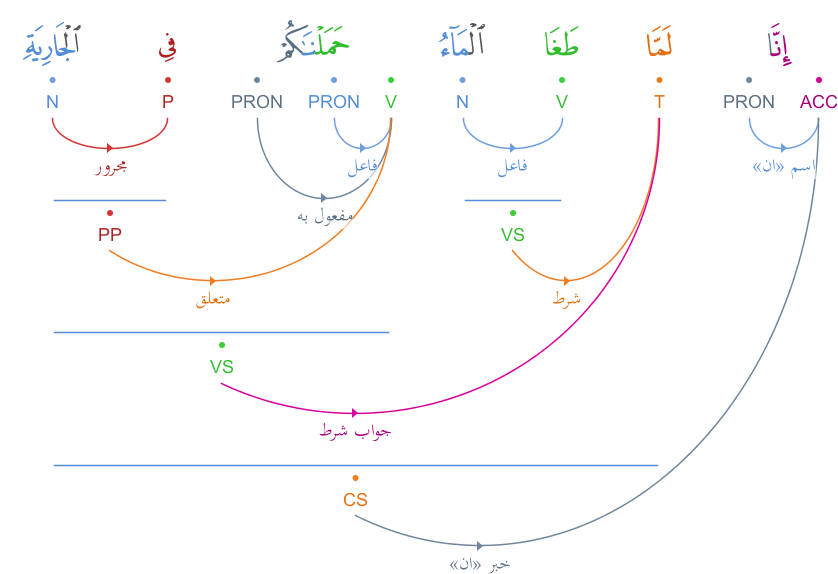 إِنَّا لَمَّا طَغَا ٱلْمَآءُ حَمَلْنَـٰكُمْ فِى ٱلْجَارِيَةِ
ACC PRON T V N V PRON PRON P N
اسم «ان» فاعل فاعل مجرور
مفعول به
VS PP
شرط متعلق
VS
جواب شرط
CS
خبر «ان»